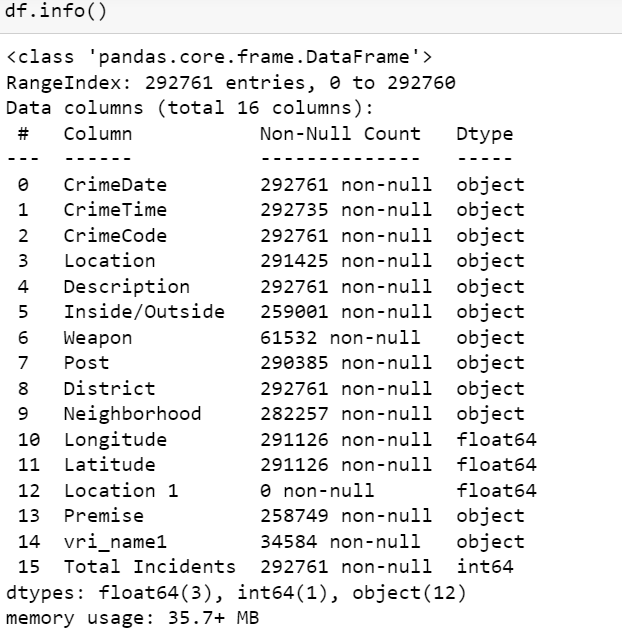 df.info()
<class 'pandas.core.frame.DataFrame'>
RangeIndex: 292761 entries, 0 to 292760
Data columns (total 16 columns):
 #   Column           Non-Null Count   Dtype
---  ------           --------------   -----
 0   CrimeDate        292761 non-null  object
 1   CrimeTime        292735 non-null  object
 2   CrimeCode        292761 non-null  object
 3   Location         291425 non-null  object
 4   Description      292761 non-null  object
 5   Inside/Outside   259001 non-null  object
 6   Weapon           61532 non-null   object
 7   Post             290385 non-null  object
 8   District         292761 non-null  object
 9   Neighborhood     282257 non-null  object
 10  Longitude        291126 non-null  float64
 11  Latitude         291126 non-null  float64
 12  Location 1       0 non-null       float64
 13  Premise          258749 non-null  object
 14  vri_name1        34584 non-null   object
 15  Total Incidents  292761 non-null  int64
dtypes: float64(3), int64(1), object(12)
memory usage: 35.7+ MB